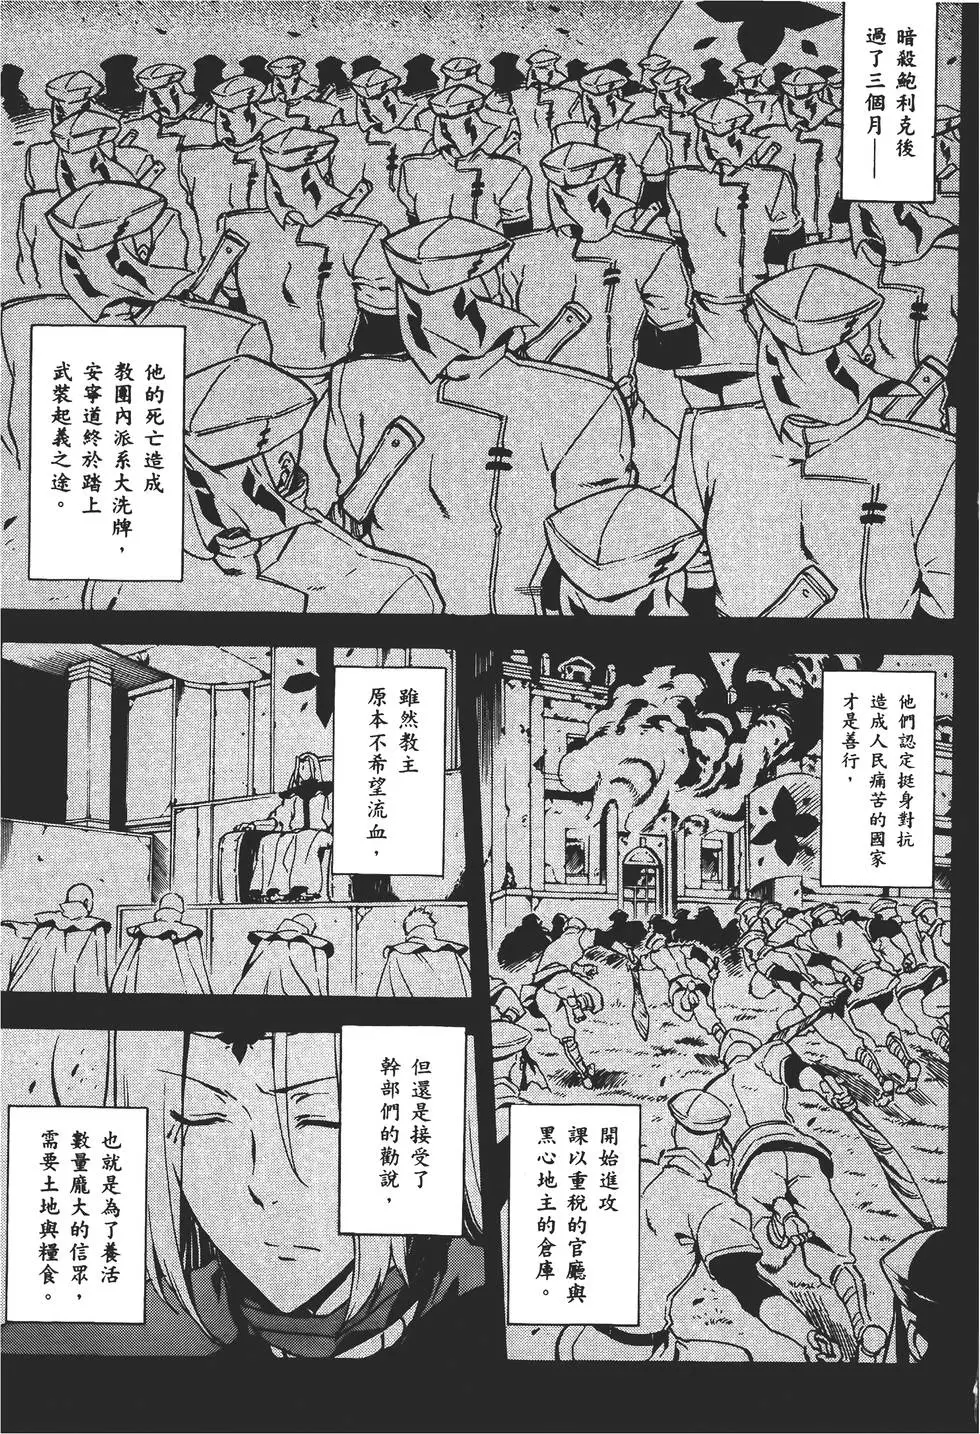 暗殺鮑利克後
過了三個月——
他的死亡造成
教團內派系大洗牌，
安寧道終於踏上
武裝起義之途。
他們認定挺身對抗
造成人民痛苦的國家
才是善行，
開始進攻
課以重稅的官廳與
黑心地主的倉庫。
雖然教主
原本不希望流血，
但還是接受了
幹部們的勸說，
也就是為了養活
數量龐大的信眾，
需要土地與糧食。